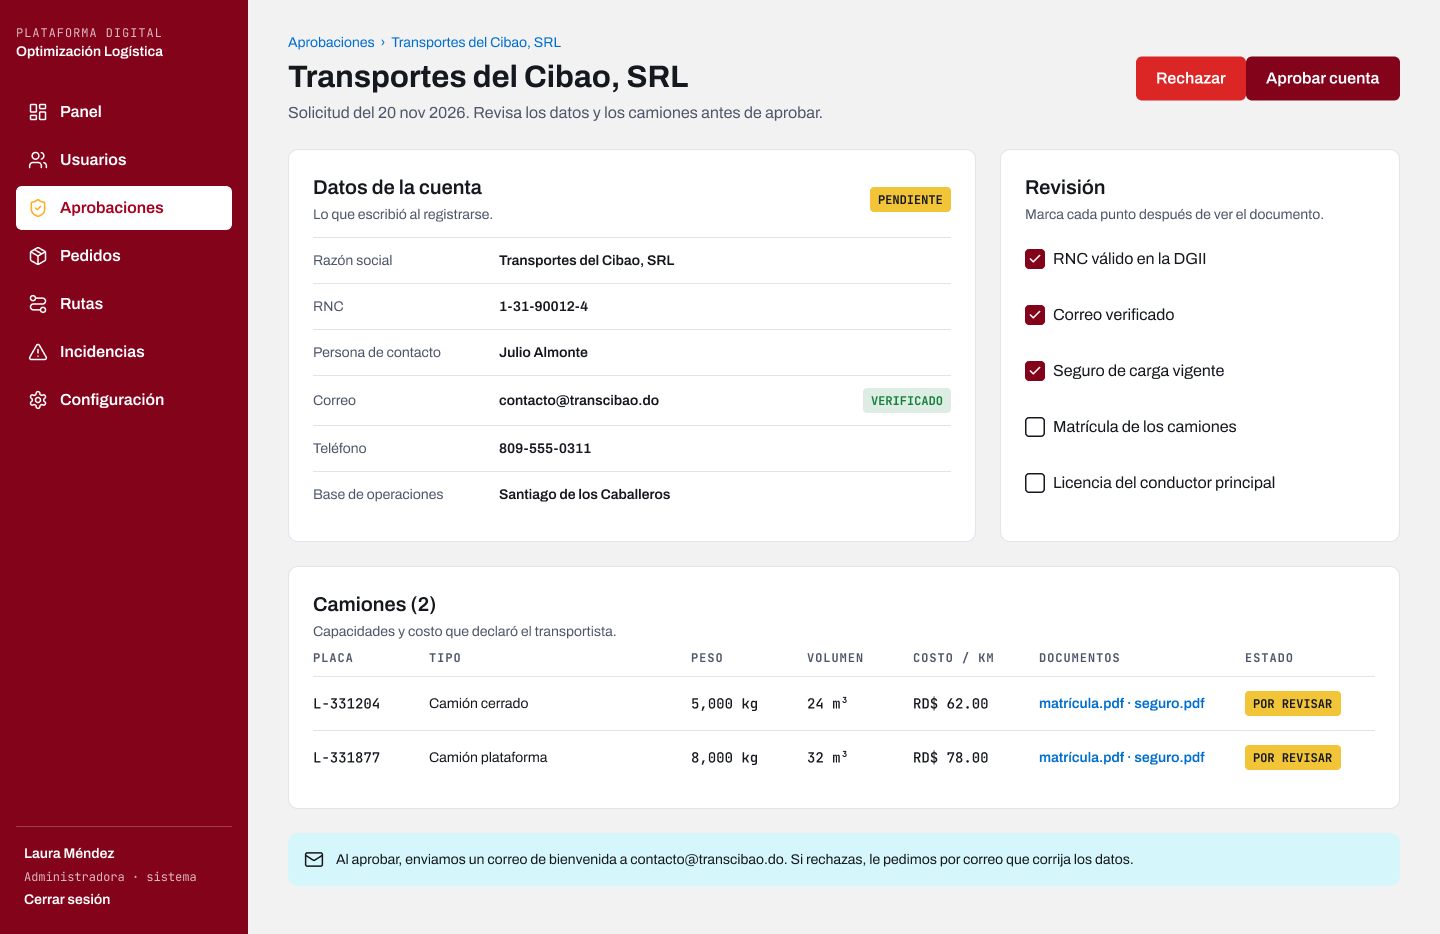 PLATAFORMA DIGITAL
Optimización Logística
Panel
Usuarios
Aprobaciones
Pedidos
Rutas
Incidencias
Configuración
Laura Méndez
Administradora · sistema
Cerrar sesión
Aprobaciones › Transportes del Cibao, SRL
Transportes del Cibao, SRL
Solicitud del 20 nov 2026. Revisa los datos y los camiones antes de aprobar.
Rechazar
Aprobar cuenta
Datos de la cuenta
Lo que escribió al registrarse.
PENDIENTE
Razón social Transportes del Cibao, SRL
RNC 1-31-90012-4
Persona de contacto Julio Almonte
Correo contacto@transcibao.do VERIFICADO
Teléfono 809-555-0311
Base de operaciones Santiago de los Caballeros
Revisión
Marca cada punto después de ver el documento.
RNC válido en la DGII
Correo verificado
Seguro de carga vigente
Matrícula de los camiones
Licencia del conductor principal
Camiones (2)
Capacidades y costo que declaró el transportista.
PLACA TIPO PESO VOLUMEN COSTO / KM DOCUMENTOS ESTADO
L-331204 Camión cerrado 5,000 kg 24 m³ RD$ 62.00 matrícula.pdf · seguro.pdf POR REVISAR
L-331877 Camión plataforma 8,000 kg 32 m³ RD$ 78.00 matrícula.pdf · seguro.pdf POR REVISAR
Al aprobar, enviamos un correo de bienvenida a contacto@transcibao.do. Si rechazas, le pedimos por correo que corrija los datos.